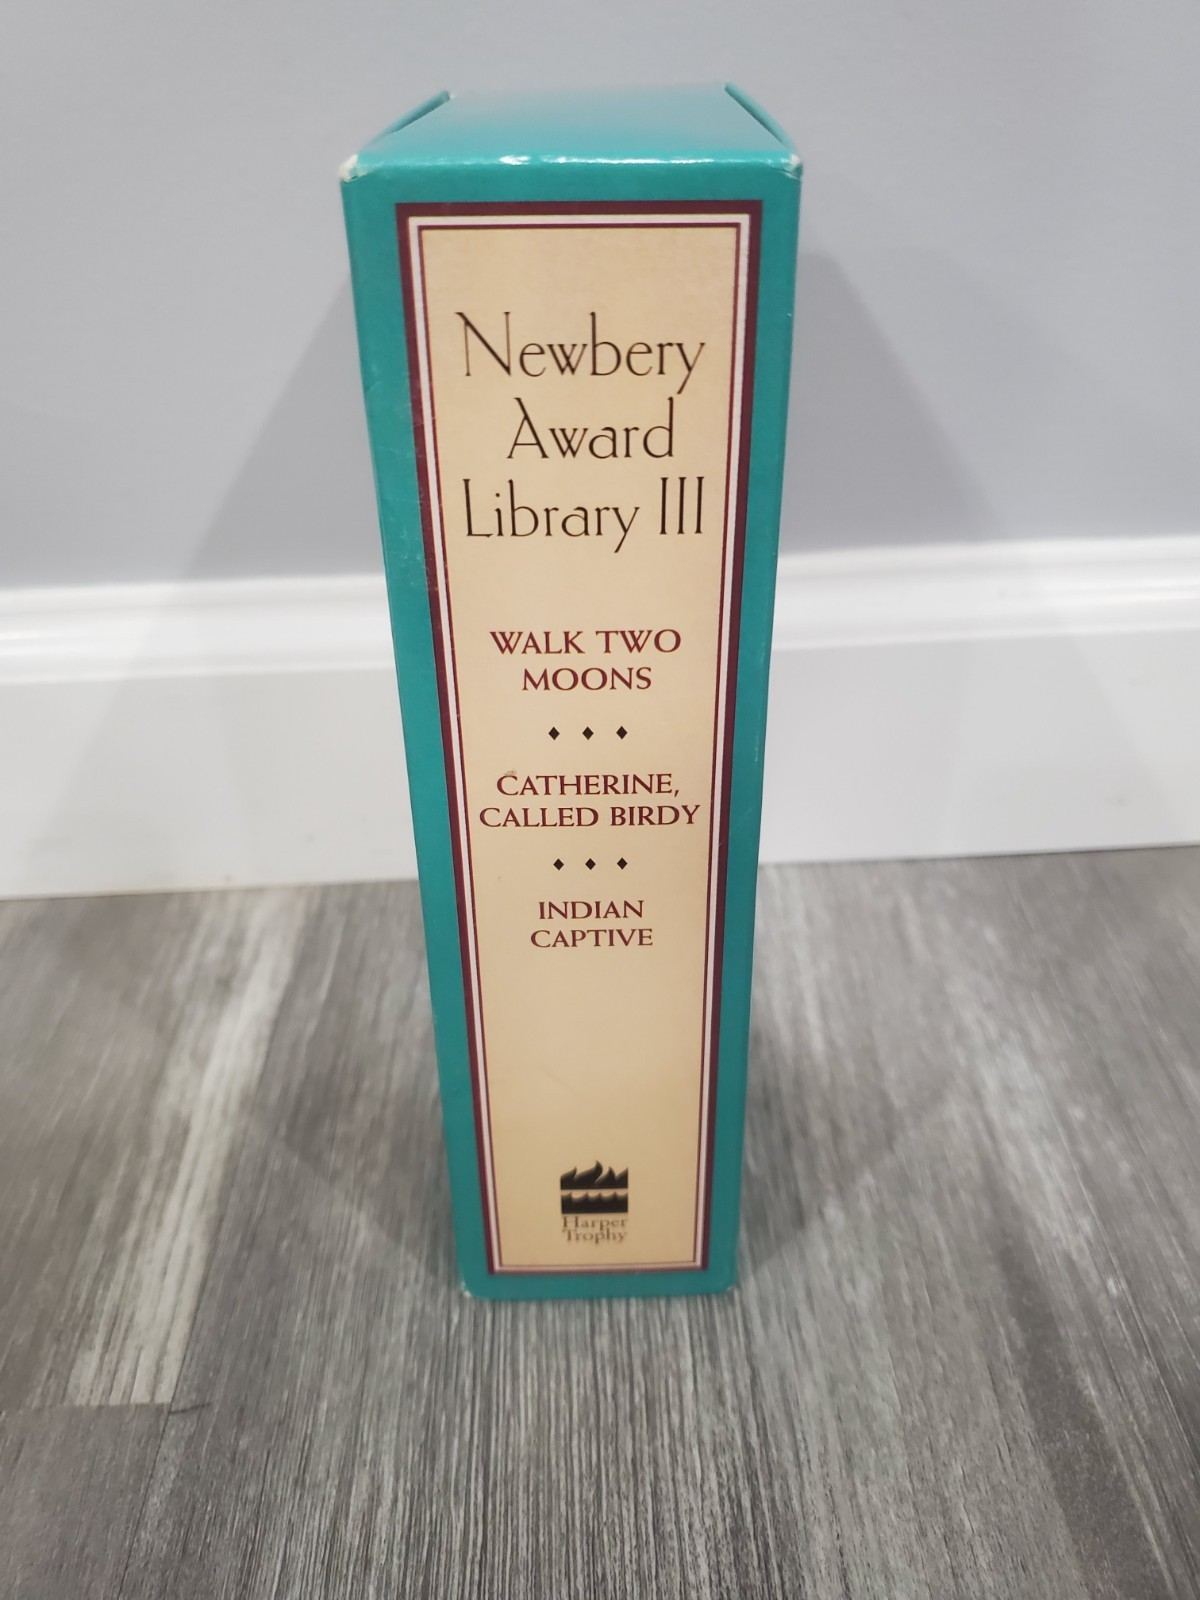 Newbery
Award
Library III
WALK TWO
MOONS
CATHERINE,
CALLED BIRDY
INDIAN
CAPTIVE
Harper
Trophy